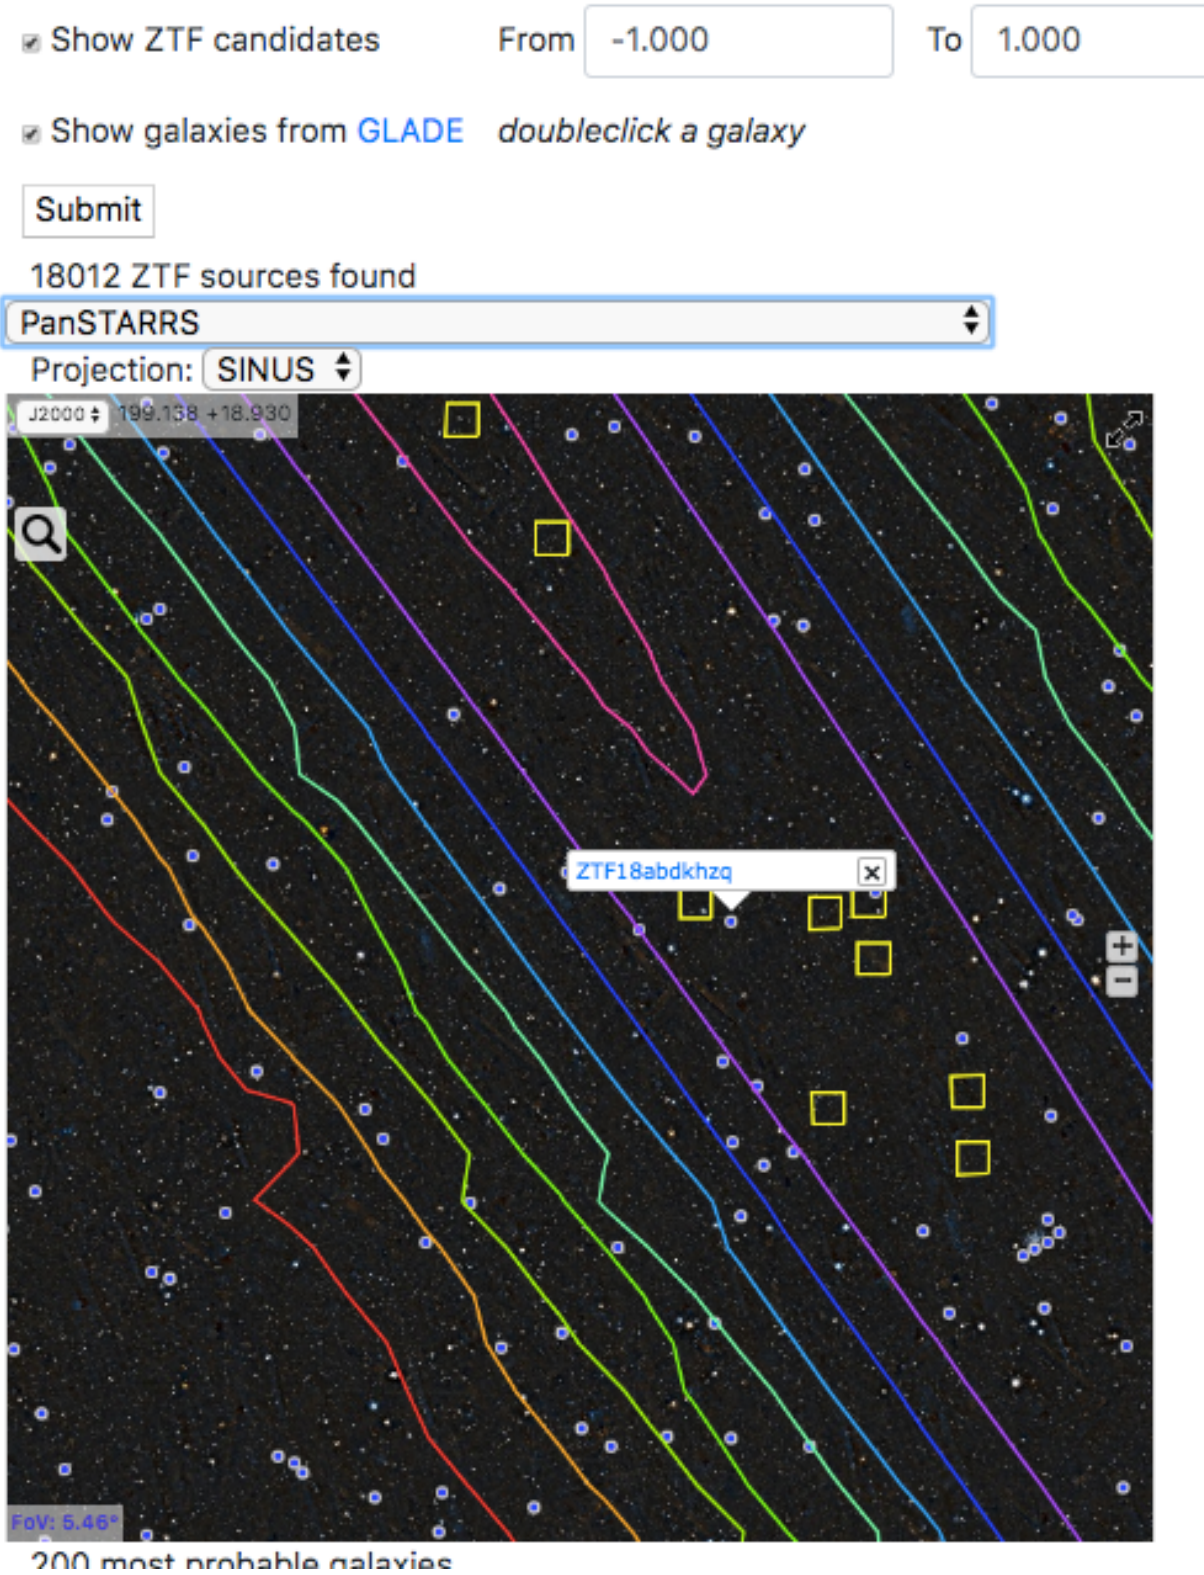 Show ZTF candidates From -1.000 To 1.000
Show galaxies from GLADE doubleclick a galaxy
Submit
18012 ZTF sources found
PanSTARRS
Projection: SINUS
J2000 199.138 +18.930
ZTF18abdkhzq
+
−
FoV: 5.46°
200 most probable galaxies